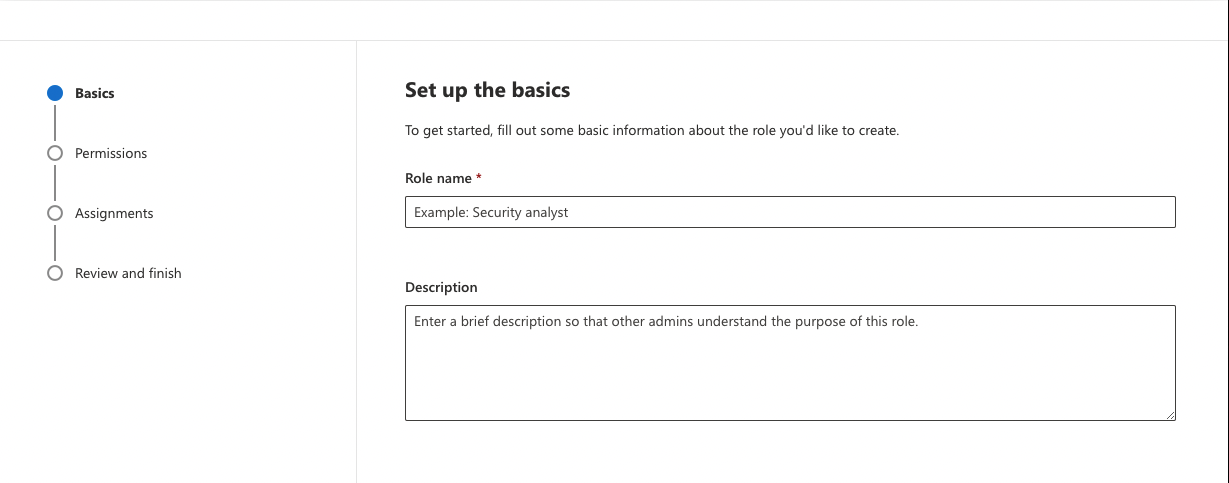 Basics
Permissions
Assignments
Review and finish
Set up the basics
To get started, fill out some basic information about the role you'd like to create.
Role name *
Example: Security analyst
Description
Enter a brief description so that other admins understand the purpose of this role.